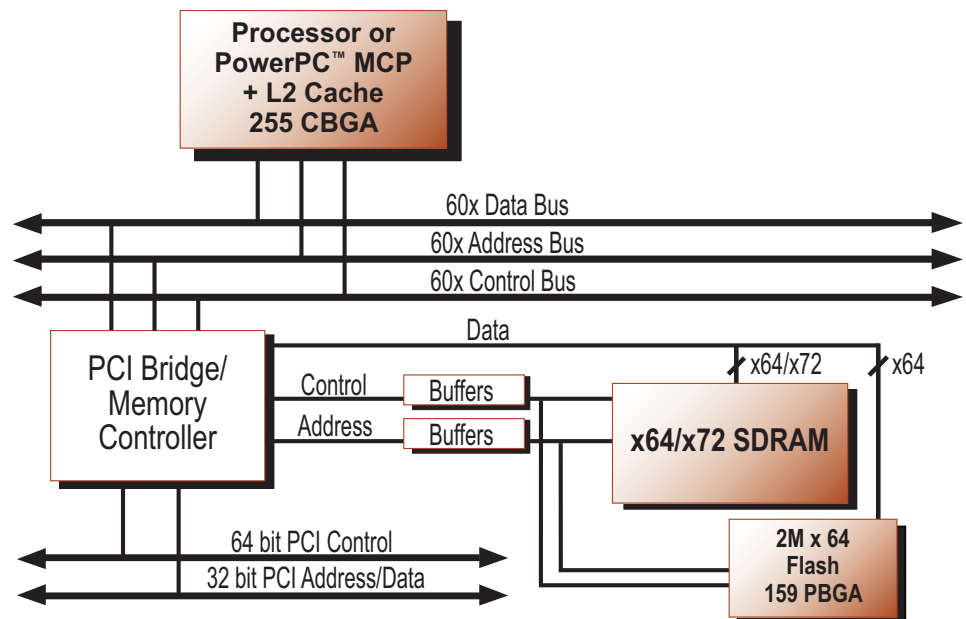 Processor or
PowerPC™ MCP
+ L2 Cache
255 CBGA
60x Data Bus
60x Address Bus
60x Control Bus
Data
x64/x72
x64
PCI Bridge/
Memory
Controller
Control
Buffers
Address
Buffers
x64/x72 SDRAM
64 bit PCI Control
32 bit PCI Address/Data
2M x 64
Flash
159 PBGA